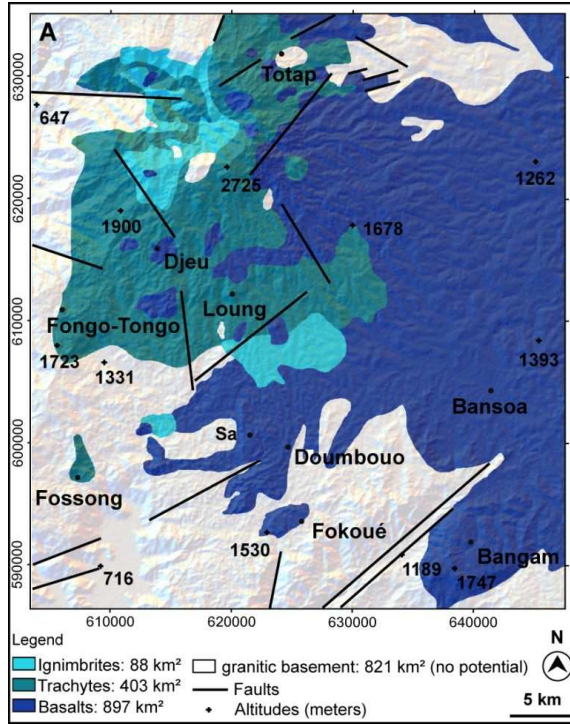 A
630000
620000
610000
600000
590000
Totap
647
1262
2725
1900
1678
Djeu
Loung
Fongo-Tongo
1723
1331
1393
Bansoa
Sa
Doumbouo
Fossong
Fokoué
1530
Bangam
1189
1747
716
610000 620000 630000 640000
Legend
Ignimbrites: 88 km²
Trachytes: 403 km²
Basalts: 897 km²
granitic basement: 821 km² (no potential)
Faults
Altitudes (meters)
N
5 km